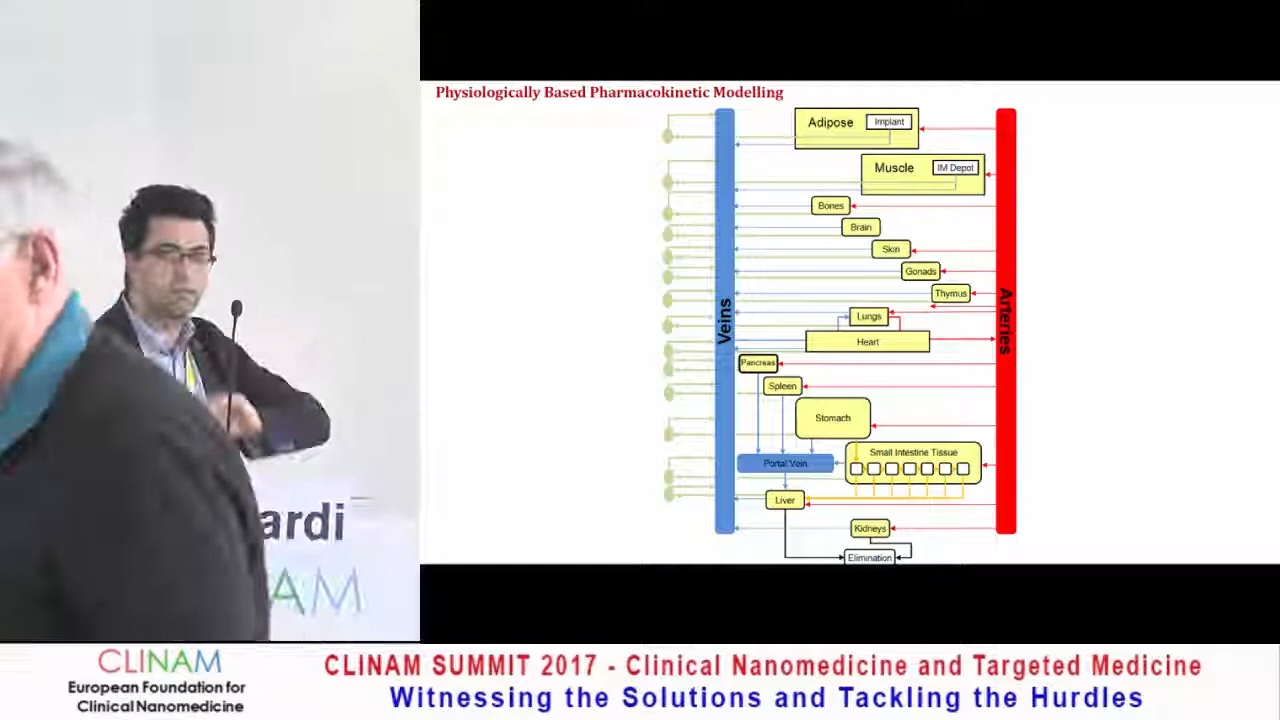 Physiologically Based Pharmacokinetic Modelling
Adipose
Implant
Muscle
IM Depot
Bones
Brain
Skin
Gonads
Thymus
Veins
Arteries
Lungs
Heart
Pancreas
Spleen
Stomach
Small Intestine Tissue
Portal Vein
Liver
Kidneys
Elimination
ardi
AM
CLINAM
European Foundation for
Clinical Nanomedicine
CLINAM SUMMIT 2017 - Clinical Nanomedicine and Targeted Medicine
Witnessing the Solutions and Tackling the Hurdles